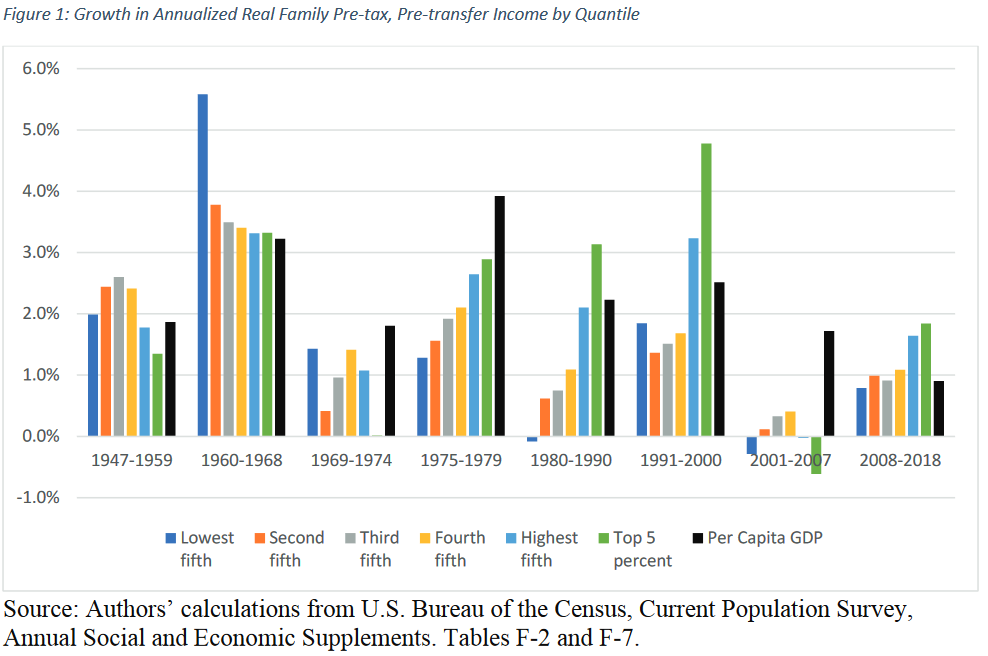 Figure 1: Growth in Annualized Real Family Pre-tax, Pre-transfer Income by Quantile
6.0%
5.0%
4.0%
3.0%
2.0%
1.0%
0.0%
-1.0%
1947-1959 1960-1968 1969-1974 1975-1979 1980-1990 1991-2000 2001-2007 2008-2018
Lowest fifth
Second fifth
Third fifth
Fourth fifth
Highest fifth
Top 5 percent
Per Capita GDP
Source: Authors’ calculations from U.S. Bureau of the Census, Current Population Survey,
Annual Social and Economic Supplements. Tables F-2 and F-7.